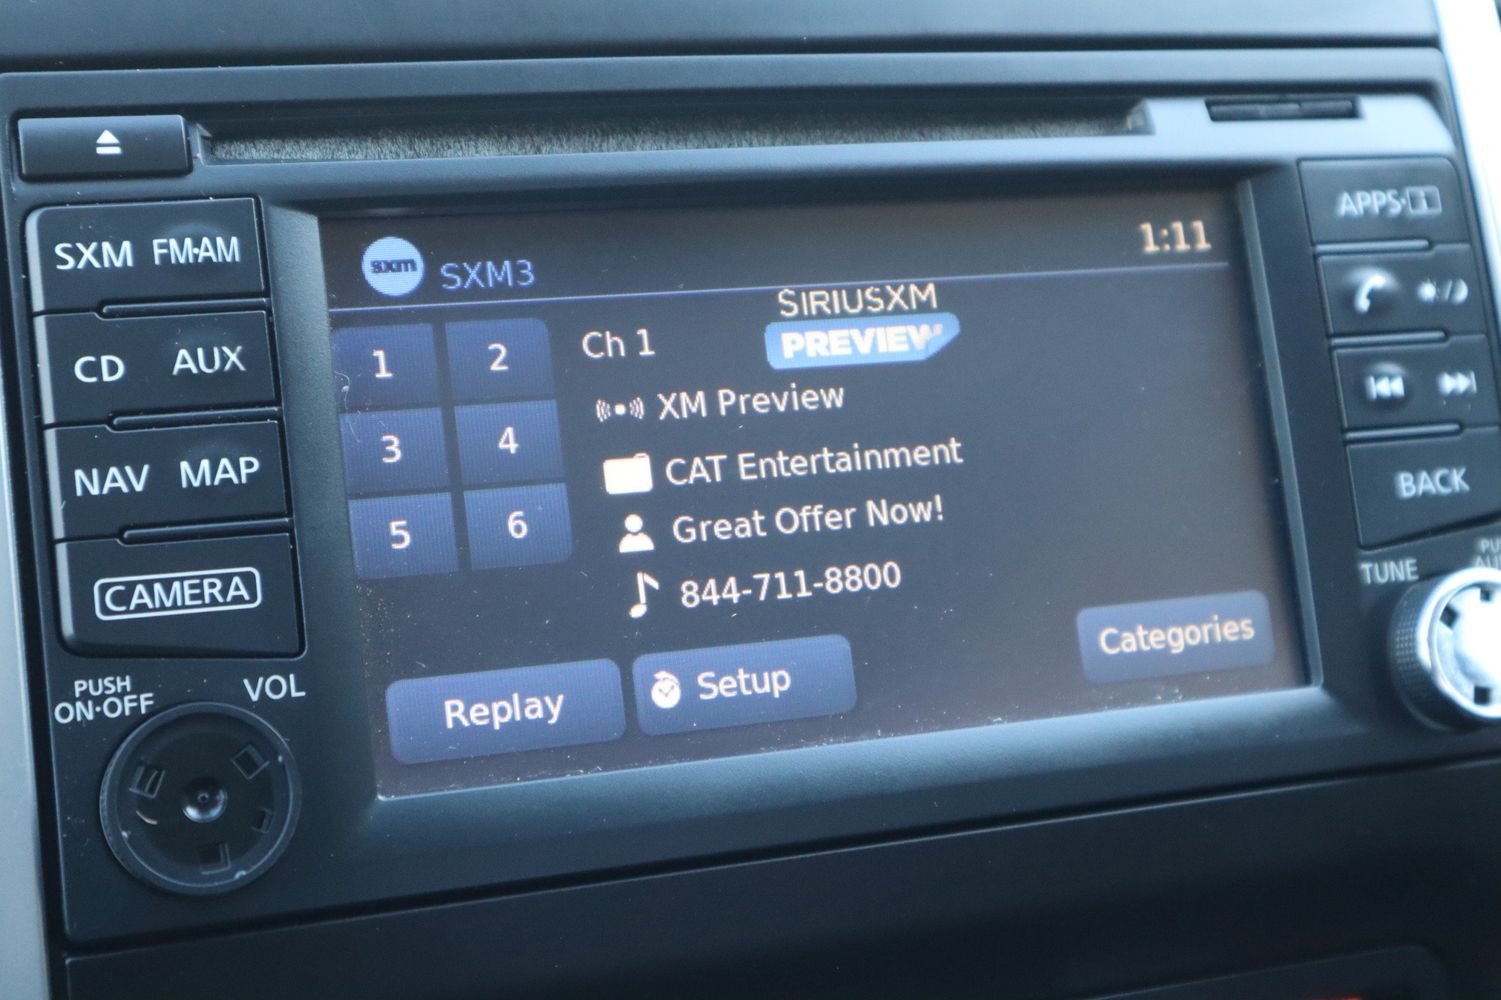 SXM FM·AM
CD AUX
NAV MAP
CAMERA
PUSH
ON·OFF
VOL
sxm SXM3
1:11
SIRIUSXM
PREVIEW
Ch 1
XM Preview
CAT Entertainment
Great Offer Now!
844-711-8800
1 2
3 4
5 6
Replay
Setup
Categories
APPS·i
BACK
TUNE